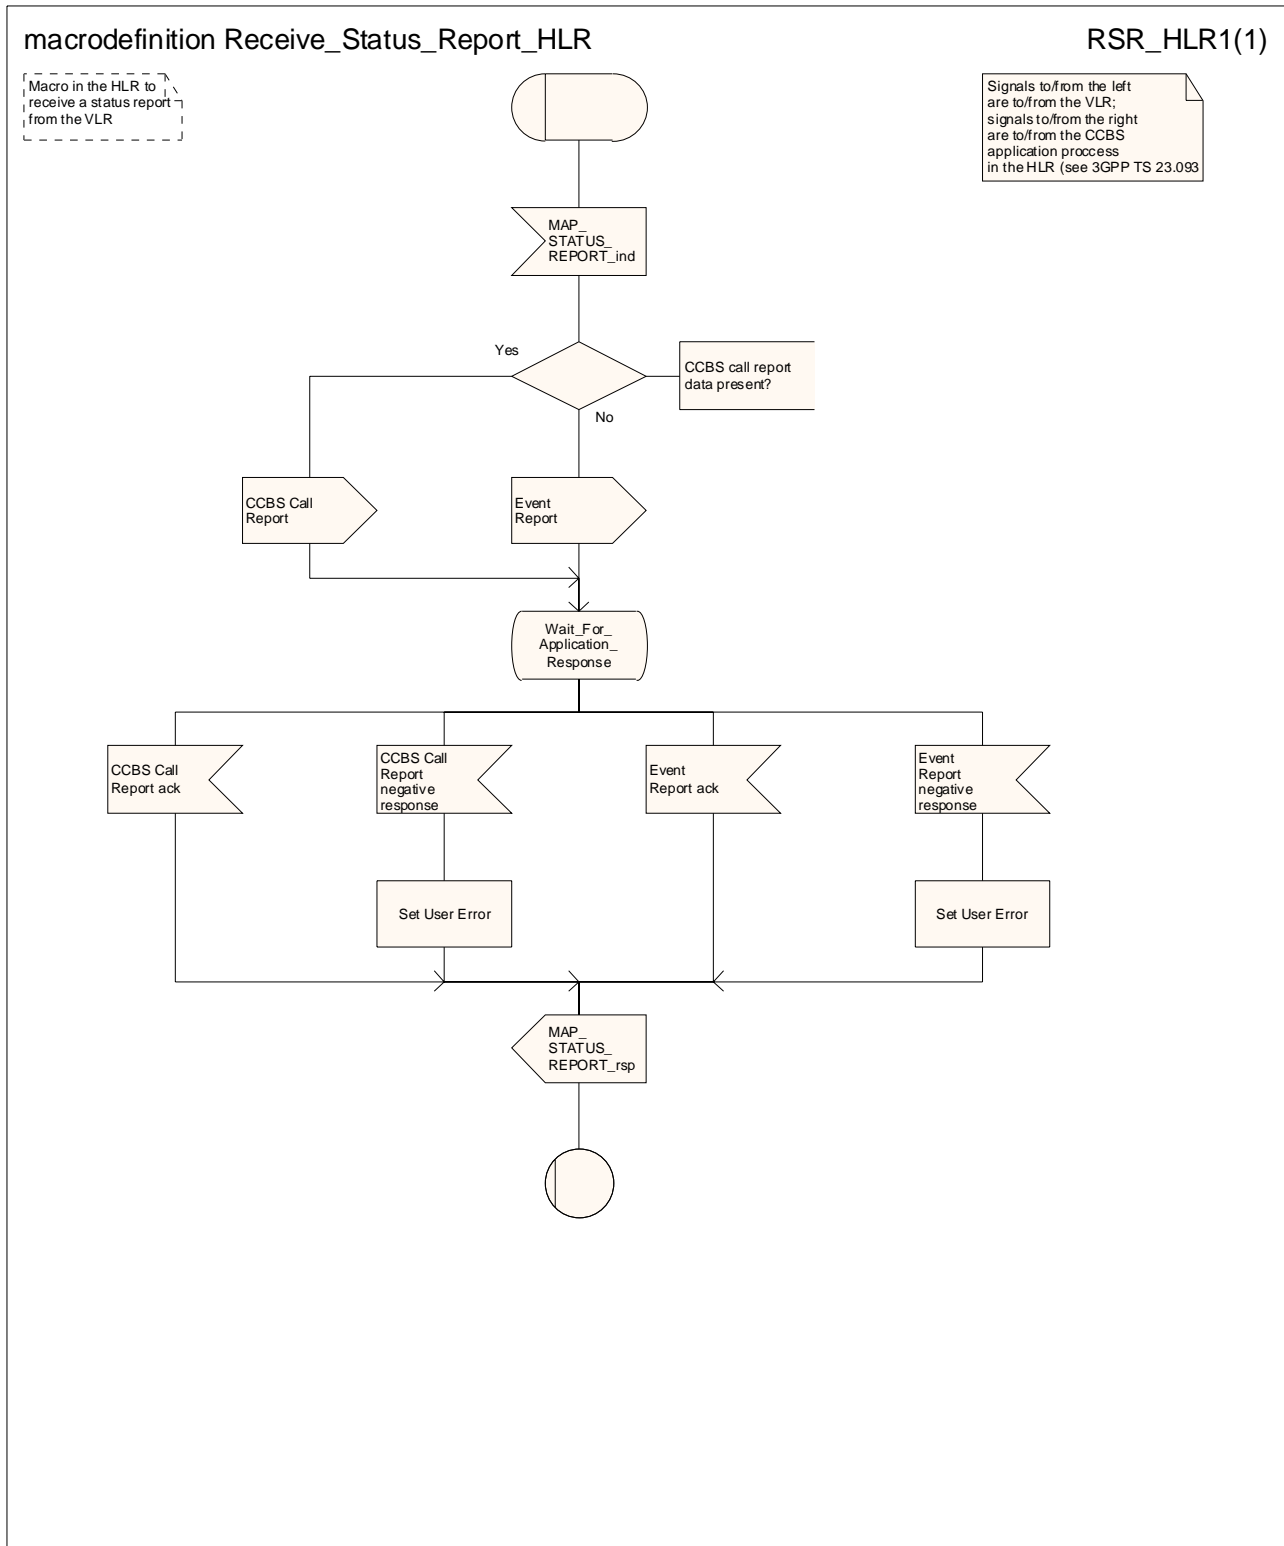 macrodefinition Receive_Status_Report_HLR
RSR_HLR1(1)
Macro in the HLR to
receive a status report
from the VLR
Signals to/from the left
are to/from the VLR;
signals to/from the right
are to/from the CCBS
application proccess
in the HLR (see 3GPP TS 23.093
MAP_
STATUS_
REPORT_ind
Yes
CCBS call report
data present?
No
CCBS Call
Report
Event
Report
Wait_For_
Application_
Response
CCBS Call
Report ack
CCBS Call
Report
negative
response
Event
Report ack
Event
Report
negative
response
Set User Error
Set User Error
MAP_
STATUS_
REPORT_rsp